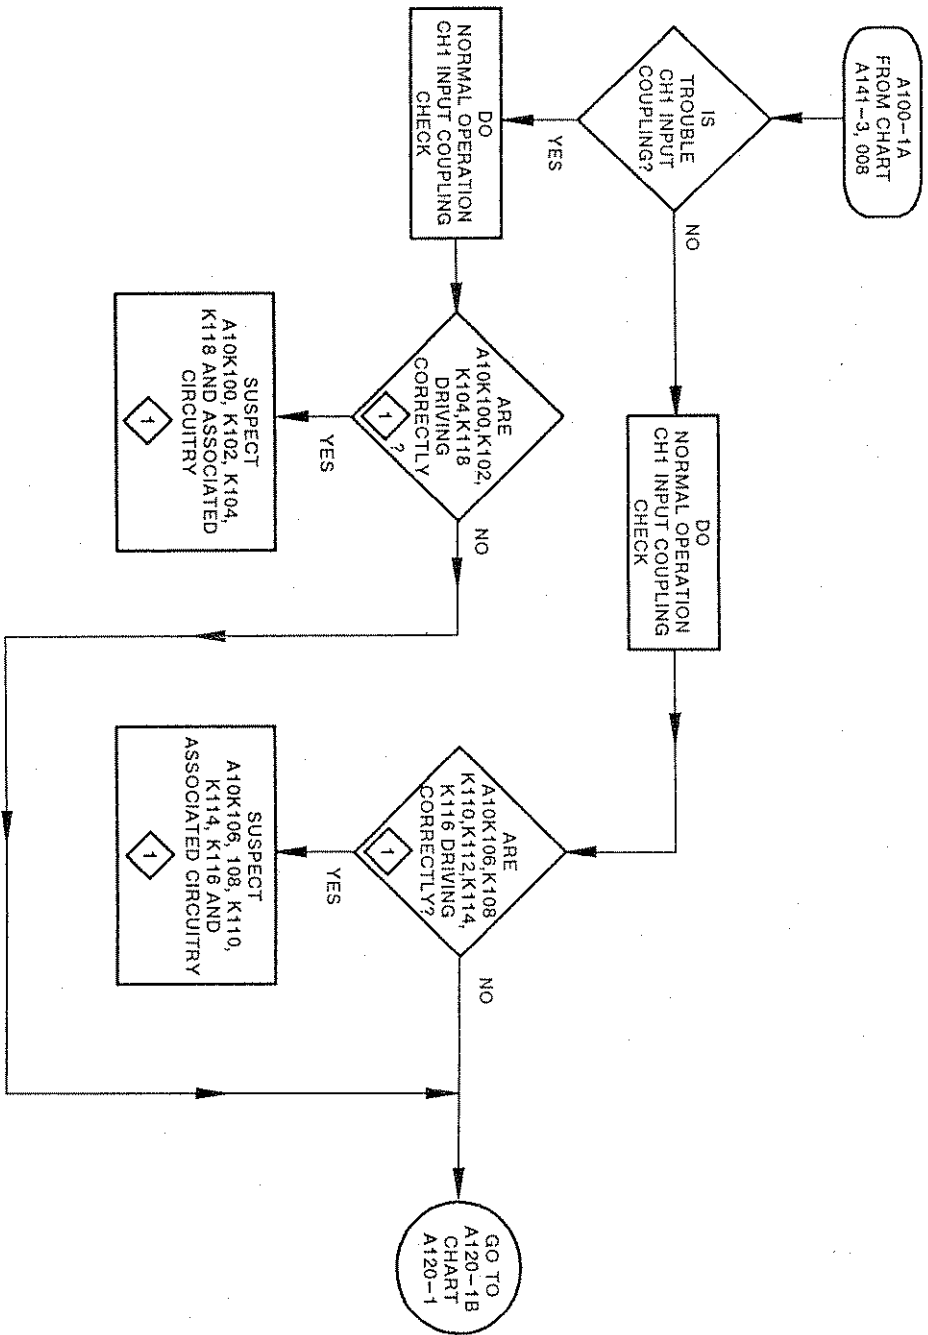 A100-1A
FROM CHART
A141-3, 008
IS
TROUBLE
CH1 INPUT
COUPLING?
YES
NO
DO
NORMAL OPERATION
CH1 INPUT COUPLING
CHECK
ARE
A10K100,K102,
K104,K118
DRIVING
CORRECTLY
1 ?
YES
NO
SUSPECT
A10K100, K102, K104,
K118 AND ASSOCIATED
CIRCUITRY
1
DO
NORMAL OPERATION
CH1 INPUT COUPLING
CHECK
ARE
A10K106,K108
K110,K112,K114,
K116 DRIVING
CORRECTLY?
1
YES
NO
SUSPECT
A10K106, 108, K110,
K114, K116 AND
ASSOCIATED CIRCUITRY
1
GO TO
A120-1B
CHART
A120-1